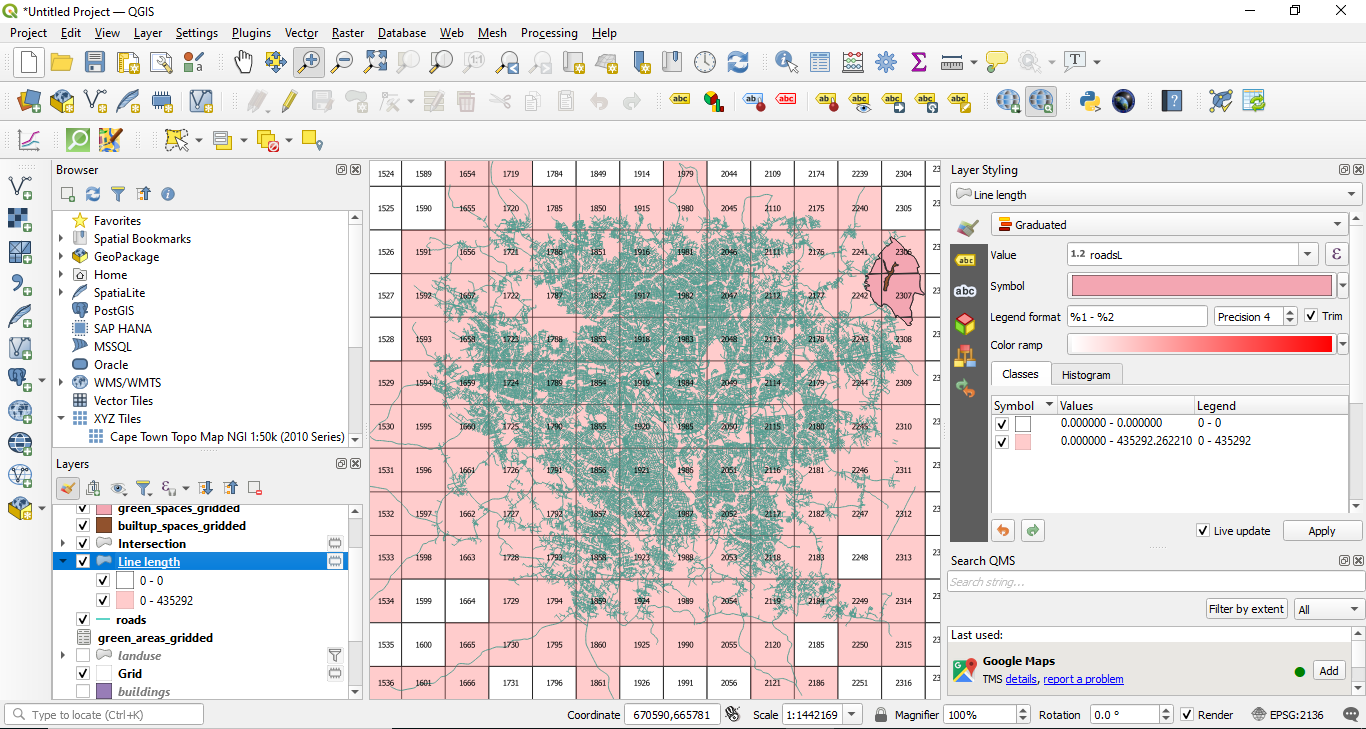 *Untitled Project — QGIS
Project Edit View Layer Settings Plugins Vector Raster Database Web Mesh Processing Help
Browser
Favorites
Spatial Bookmarks
GeoPackage
Home
SpatiaLite
PostGIS
SAP HANA
MSSQL
Oracle
WMS/WMTS
Vector Tiles
XYZ Tiles
Cape Town Topo Map NGI 1:50k (2010 Series)
Layers
green_spaces_gridded
builtup_spaces_gridded
Intersection
Line length
0 - 0
0 - 435292
roads
green_areas_gridded
landuse
Grid
buildings
1524 1589 1654 1719 1784 1849 1914 1979 2044 2109 2174 2239 2304 23
1525 1590 1655 1720 1785 1850 1915 1980 2045 2110 2175 2240 2305 23
1526 1591 1656 1721 1786 1851 1916 1981 2046 2111 2176 2241 2306 23
1527 1592 1657 1722 1787 1852 1917 1982 2047 2112 2177 2242 2307 23
1528 1593 1658 1723 1788 1853 1918 1983 2048 2113 2178 2243 2308 23
1529 1594 1659 1724 1789 1854 1919 1984 2049 2114 2179 2244 2309 23
1530 1595 1660 1725 1790 1855 1920 1985 2050 2115 2180 2245 2310 23
1531 1596 1661 1726 1791 1856 1921 1986 2051 2116 2181 2246 2311 23
1532 1597 1662 1727 1792 1857 1922 1987 2052 2117 2182 2247 2312 23
1533 1598 1663 1728 1793 1858 1923 1988 2053 2118 2183 2248 2313 23
1534 1599 1664 1729 1794 1859 1924 1989 2054 2119 2184 2249 2314 23
1535 1600 1665 1730 1795 1860 1925 1990 2055 2120 2185 2250 2315 23
1536 1601 1666 1731 1796 1861 1926 1991 2056 2121 2186 2251 2316 23
Layer Styling
Line length
Graduated
Value 1.2 roadsL
Symbol
Legend format %1 - %2 Precision 4 Trim
Color ramp
Classes Histogram
Symbol Values Legend
0.000000 - 0.000000 0 - 0
0.000000 - 435292.262210 0 - 435292
Live update Apply
Search QMS
Search string...
Filter by extent All
Last used:
Google Maps
TMS details, report a problem
Add
Type to locate (Ctrl+K) Coordinate 670590,665781 Scale 1:1442169 Magnifier 100% Rotation 0.0 ° Render EPSG:2136